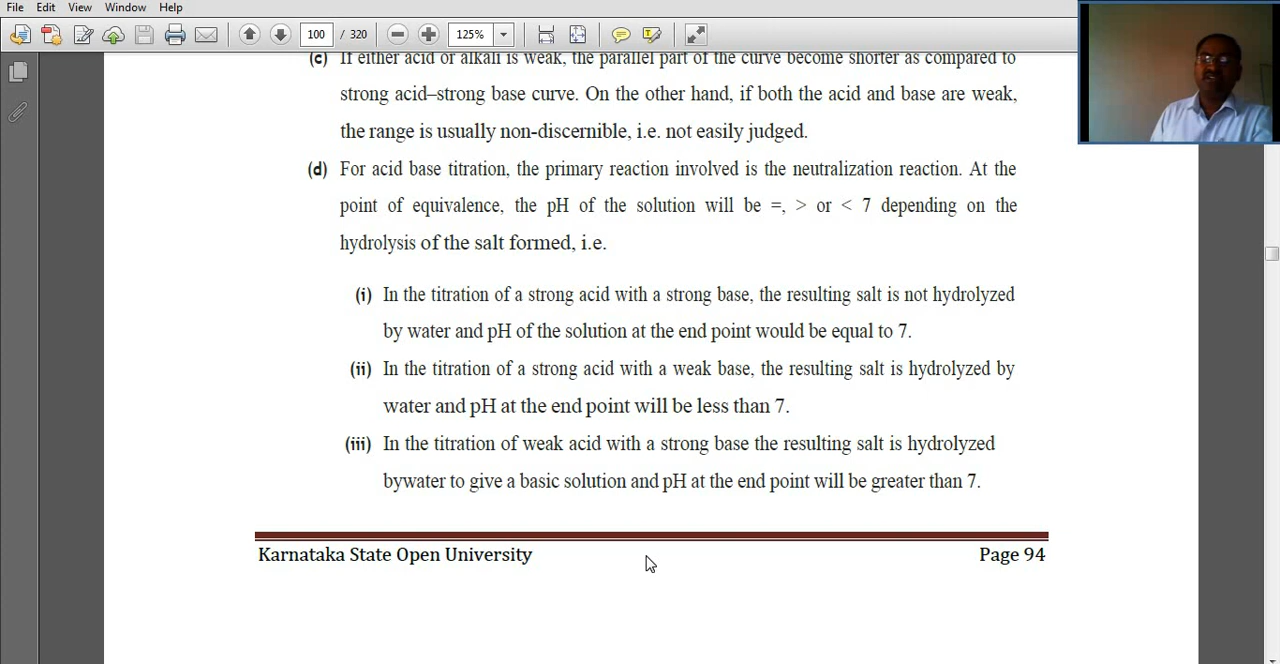 File Edit View Window Help
100 / 320 125%
(c) If either acid or alkali is weak, the parallel part of the curve become shorter as compared to
strong acid–strong base curve. On the other hand, if both the acid and base are weak,
the range is usually non-discernible, i.e. not easily judged.
(d) For acid base titration, the primary reaction involved is the neutralization reaction. At the
point of equivalence, the pH of the solution will be =, > or < 7 depending on the
hydrolysis of the salt formed, i.e.
(i) In the titration of a strong acid with a strong base, the resulting salt is not hydrolyzed
by water and pH of the solution at the end point would be equal to 7.
(ii) In the titration of a strong acid with a weak base, the resulting salt is hydrolyzed by
water and pH at the end point will be less than 7.
(iii) In the titration of weak acid with a strong base the resulting salt is hydrolyzed
bywater to give a basic solution and pH at the end point will be greater than 7.
Karnataka State Open University Page 94